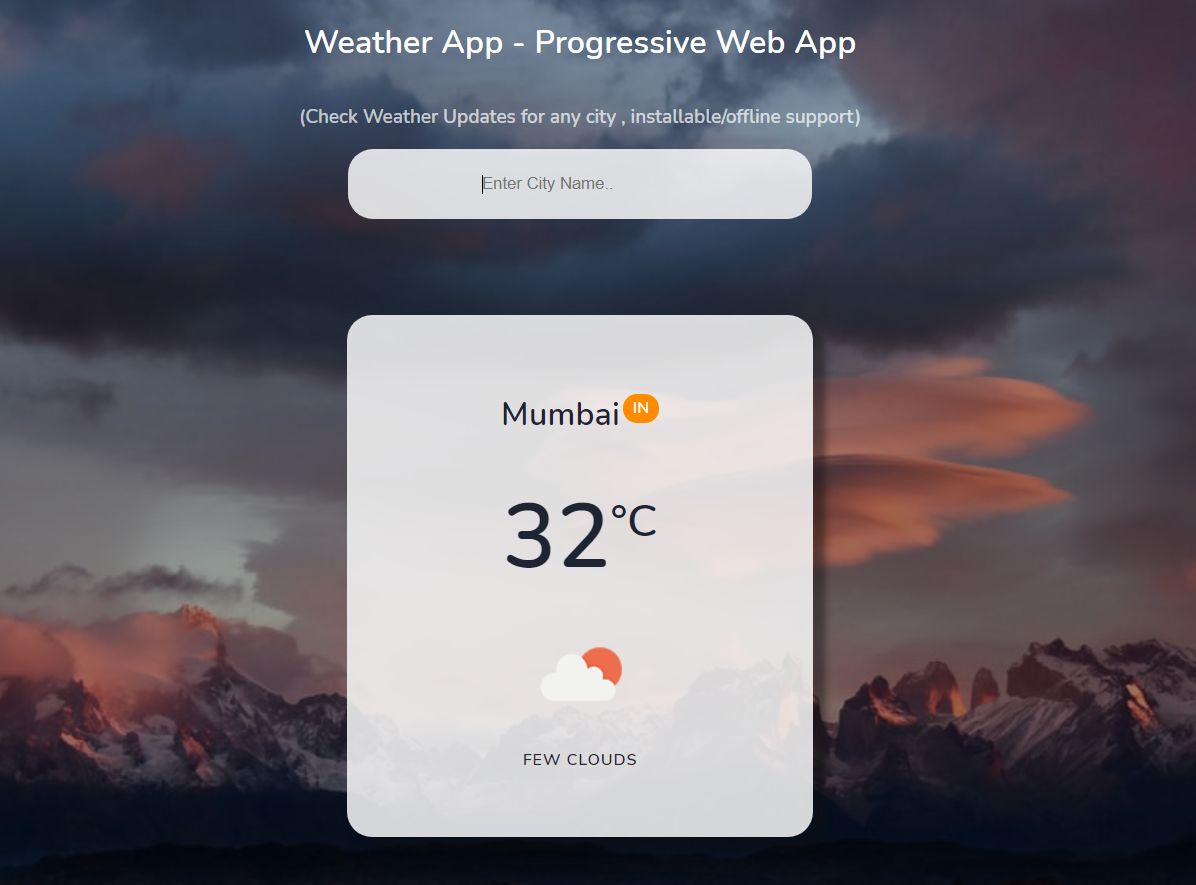 Weather App - Progressive Web App
(Check Weather Updates for any city , installable/offline support)
Enter City Name..
Mumbai IN
32°C
FEW CLOUDS